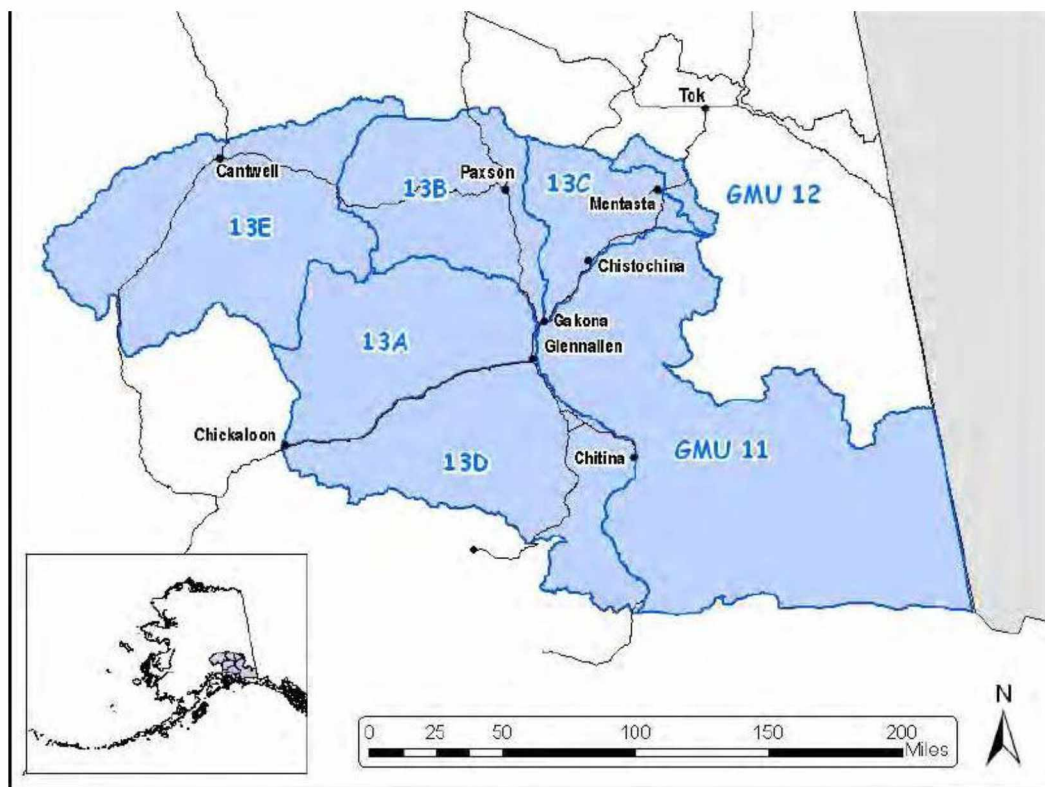 Tok
Cantwell
Paxson
13B
13C
Mentasta
GMU 12
13E
Chistochina
Gakona
13A
Glennallen
Chickaloon
13D
Chitina
GMU 11
N
0 25 50 100 150 200
Miles